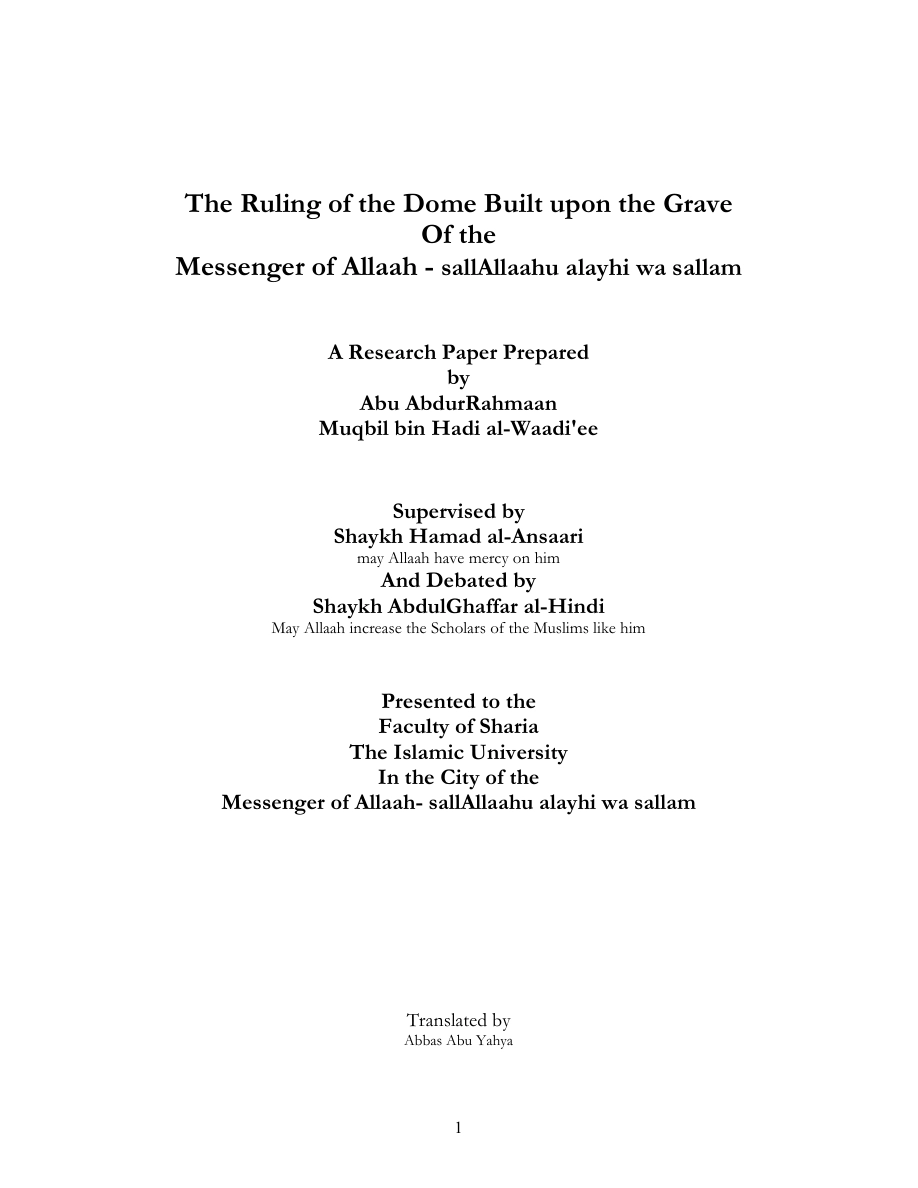 The Ruling of the Dome Built upon the Grave
Of the
Messenger of Allaah - sallAllaahu alayhi wa sallam
A Research Paper Prepared
by
Abu AbdurRahmaan
Muqbil bin Hadi al-Waadi'ee
Supervised by
Shaykh Hamad al-Ansaari
may Allaah have mercy on him
And Debated by
Shaykh AbdulGhaffar al-Hindi
May Allaah increase the Scholars of the Muslims like him
Presented to the
Faculty of Sharia
The Islamic University
In the City of the
Messenger of Allaah- sallAllaahu alayhi wa sallam
Translated by
Abbas Abu Yahya
1